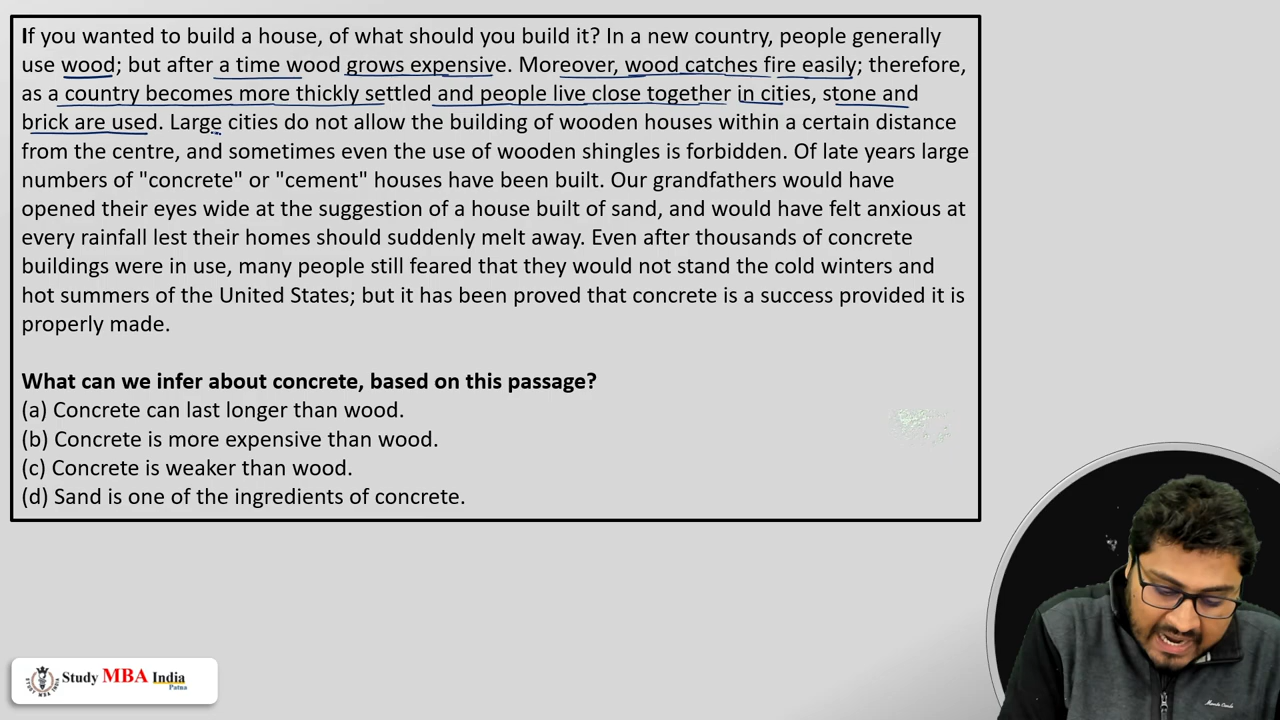 If you wanted to build a house, of what should you build it? In a new country, people generally
use wood; but after a time wood grows expensive. Moreover, wood catches fire easily; therefore,
as a country becomes more thickly settled and people live close together in cities, stone and
brick are used. Large cities do not allow the building of wooden houses within a certain distance
from the centre, and sometimes even the use of wooden shingles is forbidden. Of late years large
numbers of "concrete" or "cement" houses have been built. Our grandfathers would have
opened their eyes wide at the suggestion of a house built of sand, and would have felt anxious at
every rainfall lest their homes should suddenly melt away. Even after thousands of concrete
buildings were in use, many people still feared that they would not stand the cold winters and
hot summers of the United States; but it has been proved that concrete is a success provided it is
properly made.
What can we infer about concrete, based on this passage?
(a) Concrete can last longer than wood.
(b) Concrete is more expensive than wood.
(c) Concrete is weaker than wood.
(d) Sand is one of the ingredients of concrete.
Study MBA India
Patna